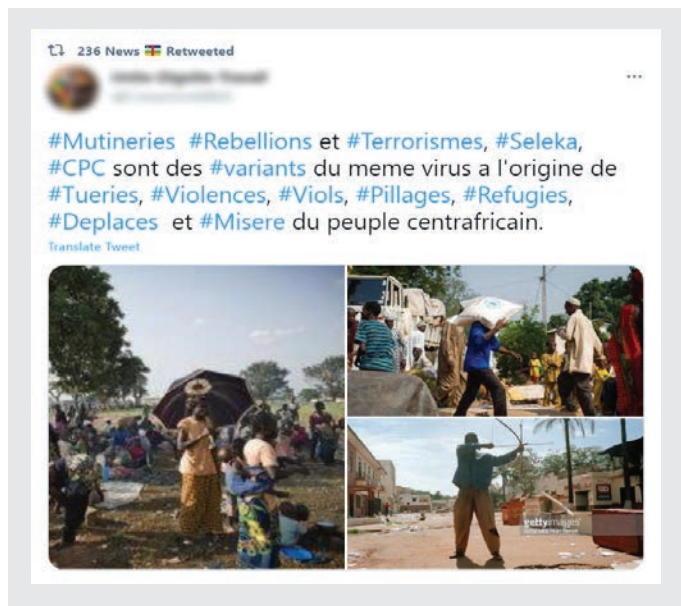 236 News Retweeted
#Mutineries #Rebellions et #Terrorismes, #Seleka,
#CPC sont des #variants du meme virus a l'origine de
#Tueries, #Violences, #Viols, #Pillages, #Refugies,
#Deplaces et #Misere du peuple centrafricain.
Translate Tweet
gettyimages